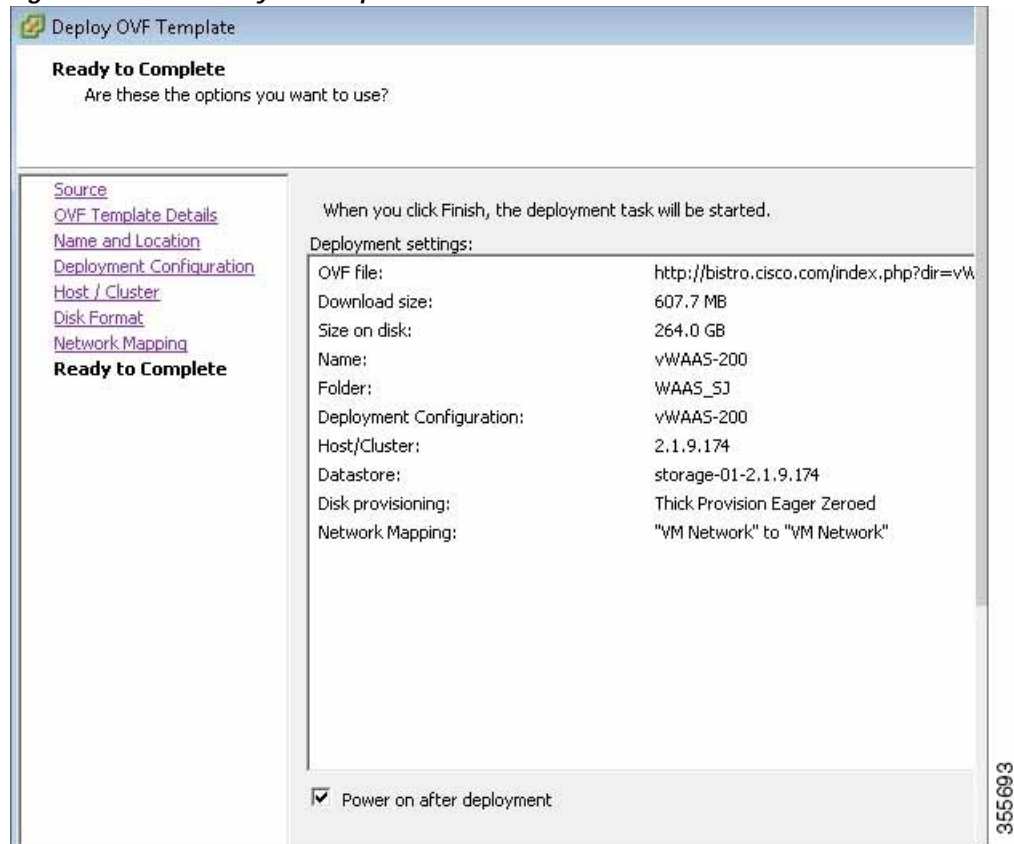 Deploy OVF Template
Ready to Complete
Are these the options you want to use?
Source
OVF Template Details
Name and Location
Deployment Configuration
Host / Cluster
Disk Format
Network Mapping
Ready to Complete
When you click Finish, the deployment task will be started.
Deployment settings:
OVF file: http://bistro.cisco.com/index.php?dir=vW
Download size: 607.7 MB
Size on disk: 264.0 GB
Name: vWAAS-200
Folder: WAAS_SJ
Deployment Configuration: vWAAS-200
Host/Cluster: 2.1.9.174
Datastore: storage-01-2.1.9.174
Disk provisioning: Thick Provision Eager Zeroed
Network Mapping: "VM Network" to "VM Network"
Power on after deployment
355693